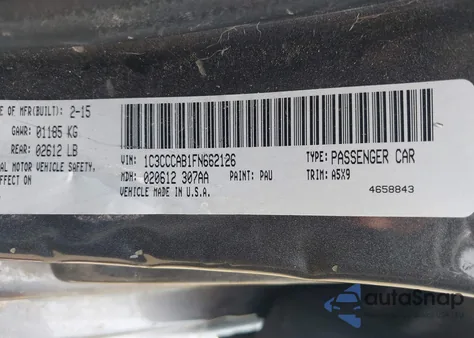 E OF MFR(BUILT): 2-15
GAWR: 01185 KG
REAR: 02612 LB
AL MOTOR VEHICLE SAFETY,
EFFECT ON
VIN: 1C3CCCAB1FN662126
TYPE: PASSENGER CAR
MDH: 020612 307AA
PAINT: PAU
TRIM: A5X9
VEHICLE MADE IN U.S.A.
4658843
autoSnap